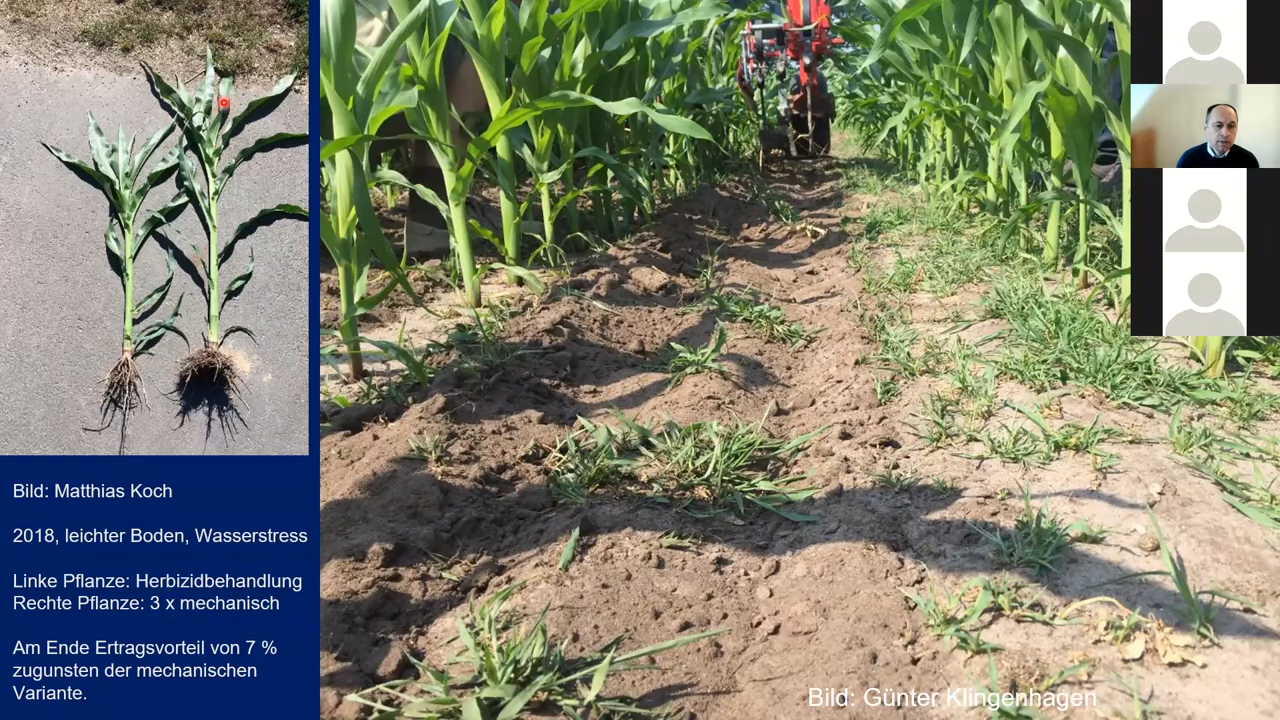 Bild: Matthias Koch
2018, leichter Boden, Wasserstress
Linke Pflanze: Herbizidbehandlung
Rechte Pflanze: 3 x mechanisch
Am Ende Ertragsvorteil von 7 %
zugunsten der mechanischen
Variante.
Bild: Günter Klingenhagen